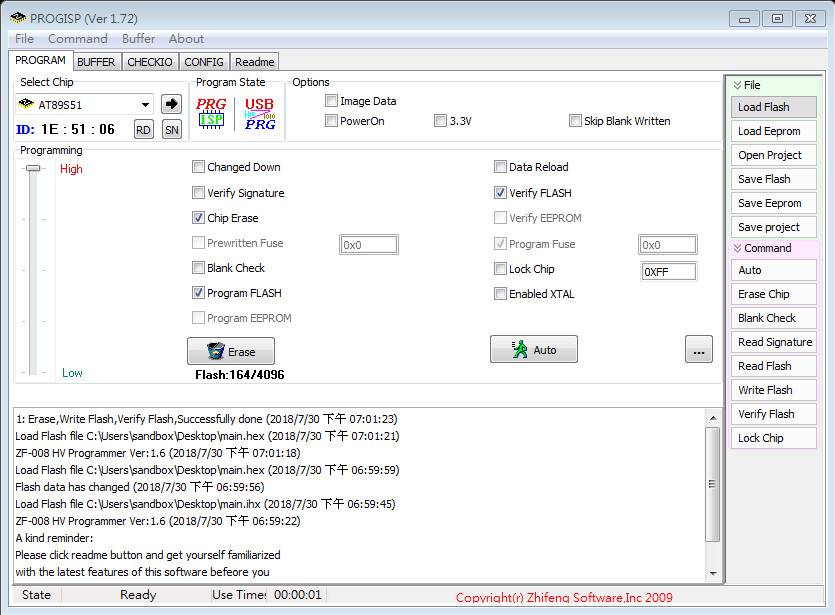 PROGISP (Ver 1.72)
File Command Buffer About
PROGRAM BUFFER CHECKIO CONFIG Readme
Select Chip
AT89S51
ID: 1E : 51 : 06 RD SN
Program State
PRG ISP
USB PRG
Options
Image Data
PowerOn 3.3V Skip Blank Written
Programming
High
Low
Changed Down
Verify Signature
Chip Erase
Prewritten Fuse 0x0
Blank Check
Program FLASH
Program EEPROM
Erase
Flash:164/4096
Data Reload
Verify FLASH
Verify EEPROM
Program Fuse 0x0
Lock Chip 0XFF
Enabled XTAL
Auto ...
File
Load Flash
Load Eeprom
Open Project
Save Flash
Save Eeprom
Save project
Command
Auto
Erase Chip
Blank Check
Read Signature
Read Flash
Write Flash
Verify Flash
Lock Chip
1: Erase,Write Flash,Verify Flash,Successfully done (2018/7/30 下午 07:01:23)
Load Flash file C:\Users\sandbox\Desktop\main.hex (2018/7/30 下午 07:01:21)
ZF-008 HV Programmer Ver:1.6 (2018/7/30 下午 07:01:18)
Load Flash file C:\Users\sandbox\Desktop\main.hex (2018/7/30 下午 06:59:59)
Flash data has changed (2018/7/30 下午 06:59:56)
Load Flash file C:\Users\sandbox\Desktop\main.ihx (2018/7/30 下午 06:59:45)
ZF-008 HV Programmer Ver:1.6 (2018/7/30 下午 06:59:22)
A kind reminder:
Please click readme button and get yourself familiarized
with the latest features of this software befeore you
State Ready Use Time: 00:00:01 Copyright(r) Zhifeng Software,Inc 2009